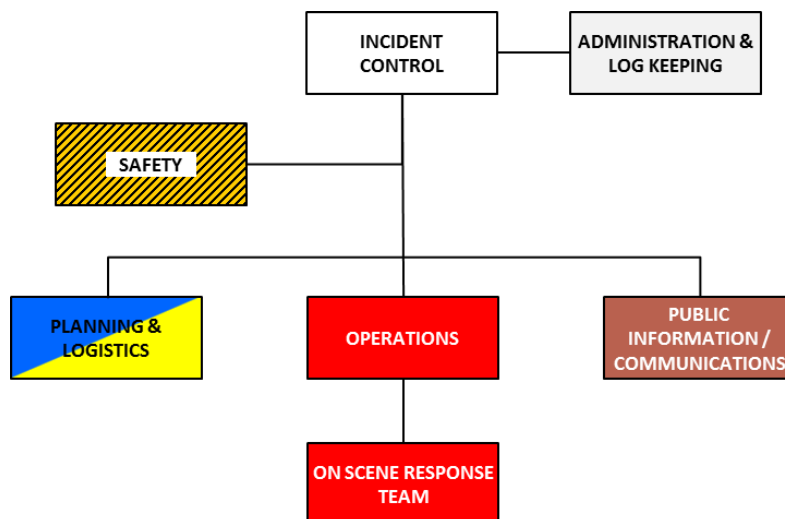 INCIDENT
CONTROL
ADMINISTRATION &
LOG KEEPING
SAFETY
PLANNING &
LOGISTICS
OPERATIONS
PUBLIC
INFORMATION /
COMMUNICATIONS
ON SCENE RESPONSE
TEAM